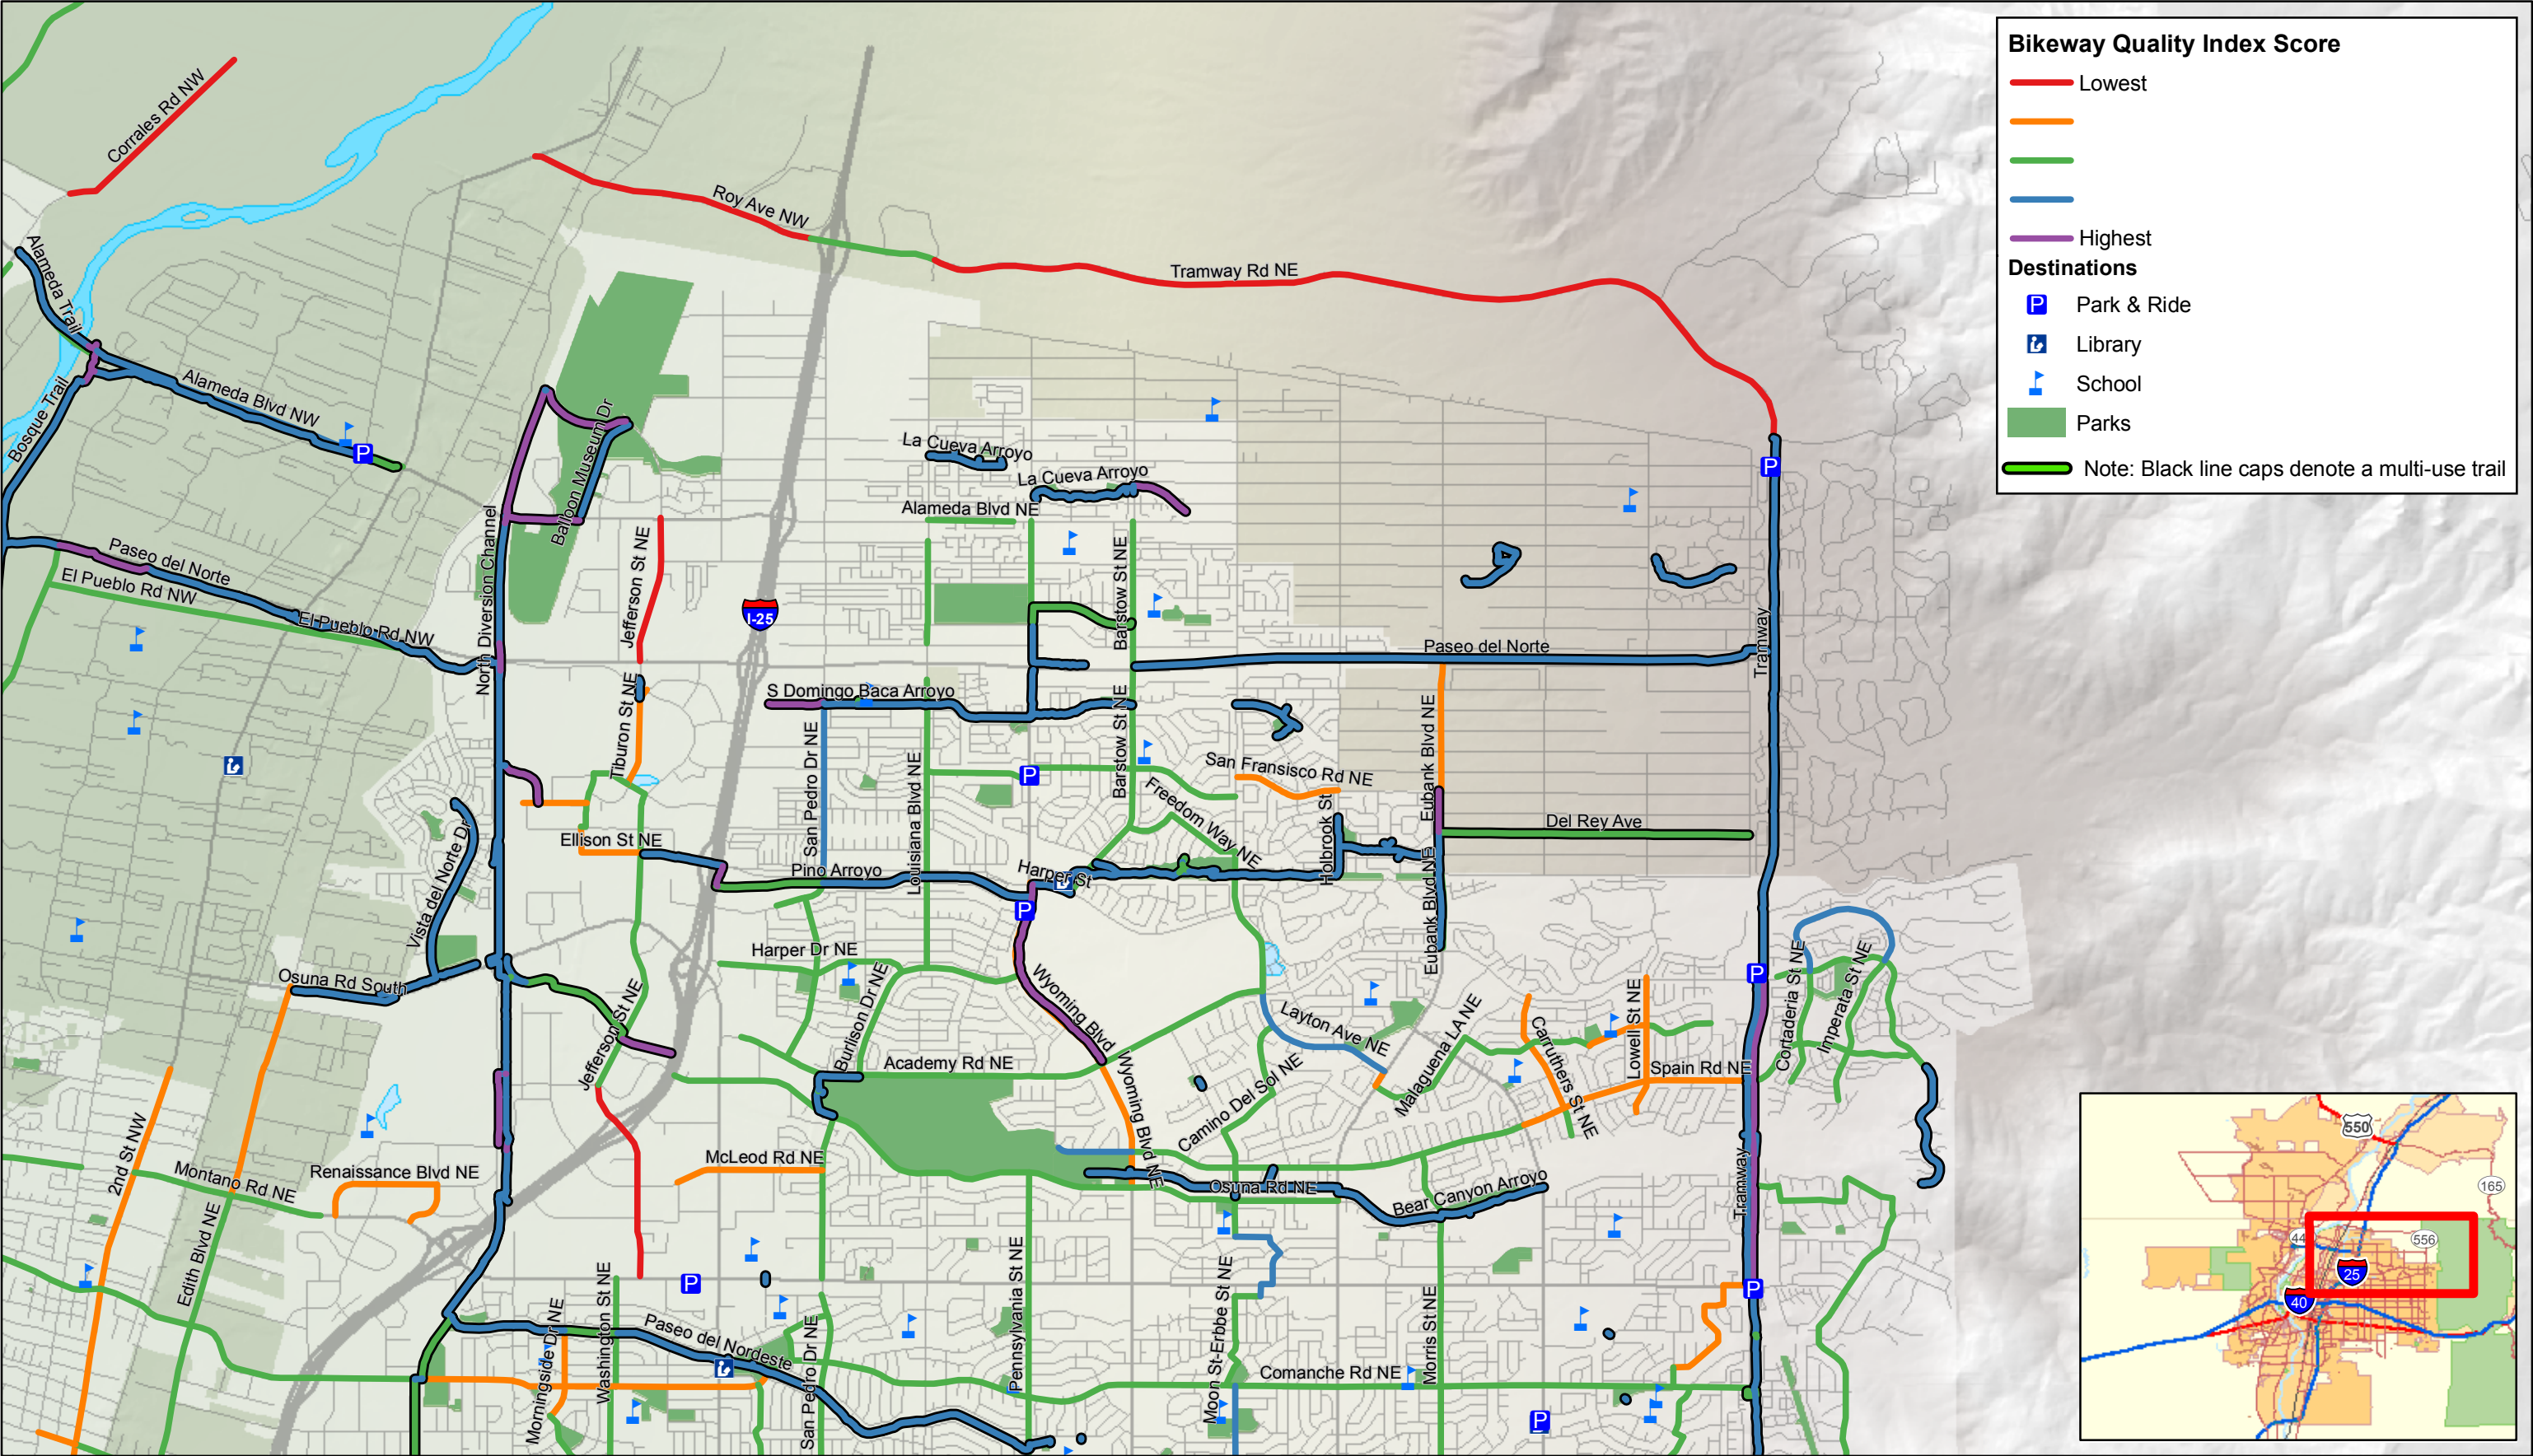 Bikeway Quality Index Score
Lowest
Highest
Destinations
P Park & Ride
Library
School
Parks
Note: Black line caps denote a multi-use trail
Corrales Rd NW
Roy Ave NW
Tramway Rd NE
Alameda Trail
Alameda Blvd NW
P
Bosque Trail
Balloon Museum Dr
La Cueva Arroyo
La Cueva Arroyo
Alameda Blvd NE
P
North Diversion Channel
Paseo del Norte
El Pueblo Rd NW
El Pueblo Rd NW
Jefferson St NE
I-25
Barstow St NE
Paseo del Norte
Tramway
Tiburon St NE
S Domingo Baca Arroyo
San Pedro Dr NE
Louisiana Blvd NE
Barstow St NE
P
San Fransisco Rd NE
Eubank Blvd NE
Freedom Way NE
Holbrook St
Del Rey Ave
Ellison St NE
Pino Arroyo
Harper St
P
Vista del Norte Dr
Eubank Blvd NE
Osuna Rd South
Harper Dr NE
Burlison Dr NE
Wyoming Blvd
Layton Ave NE
Malaguena LA NE
Carruthers St NE
Lowell St NE
P
Cortaderia St NE
Imperata St NE
Jefferson St NE
Academy Rd NE
Spain Rd NE
Camino Del Sol NE
Wyoming Blvd NE
2nd St NW
Montano Rd NE
Renaissance Blvd NE
McLeod Rd NE
Osuna Rd NE
Bear Canyon Arroyo
Tramway
Edith Blvd NE
P
P
Morningside Dr NE
Washington St NE
Paseo del Nordeste
San Pedro Dr NE
Pennsylvania St NE
Moon St-Erbbe St NE
Comanche Rd NE
Morris St NE
P
550
165
44
556
25
40